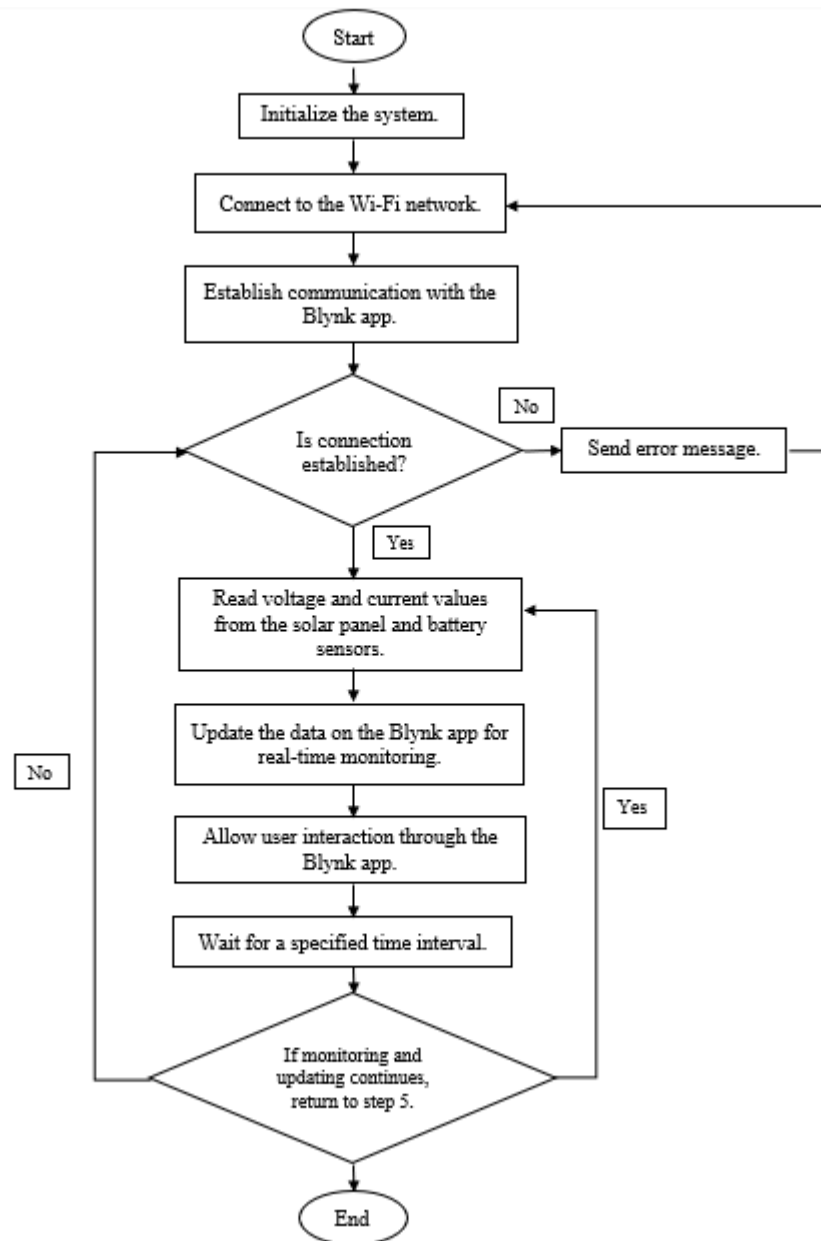 Start
Initialize the system.
Connect to the Wi-Fi network.
Establish communication with the
Blynk app.
No
Is connection
established?
Send error message.
Yes
Read voltage and current values
from the solar panel and battery
sensors.
Update the data on the Blynk app for
real-time monitoring.
No
Yes
Allow user interaction through the
Blynk app.
Wait for a specified time interval.
If monitoring and
updating continues,
return to step 5.
End